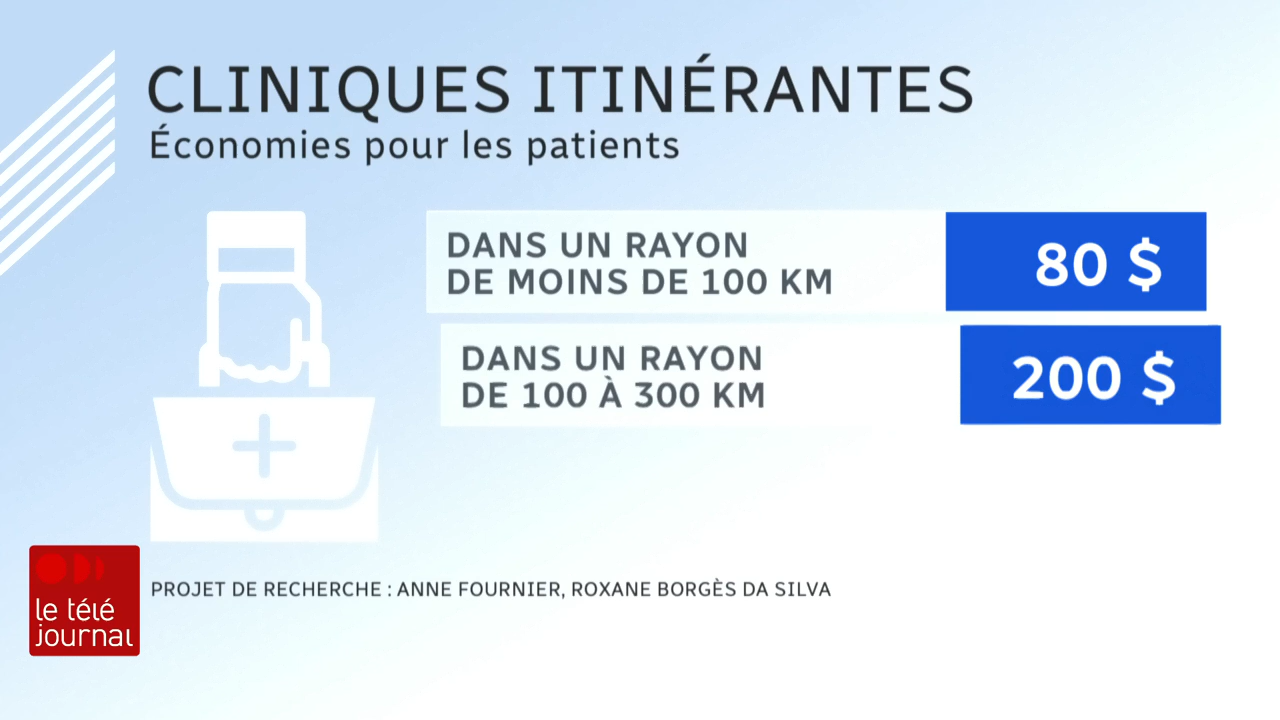 CLINIQUES ITINÉRANTES
Économies pour les patients
DANS UN RAYON
DE MOINS DE 100 KM
80 $
DANS UN RAYON
DE 100 À 300 KM
200 $
PROJET DE RECHERCHE : ANNE FOURNIER, ROXANE BORGÈS DA SILVA
le télé
journal